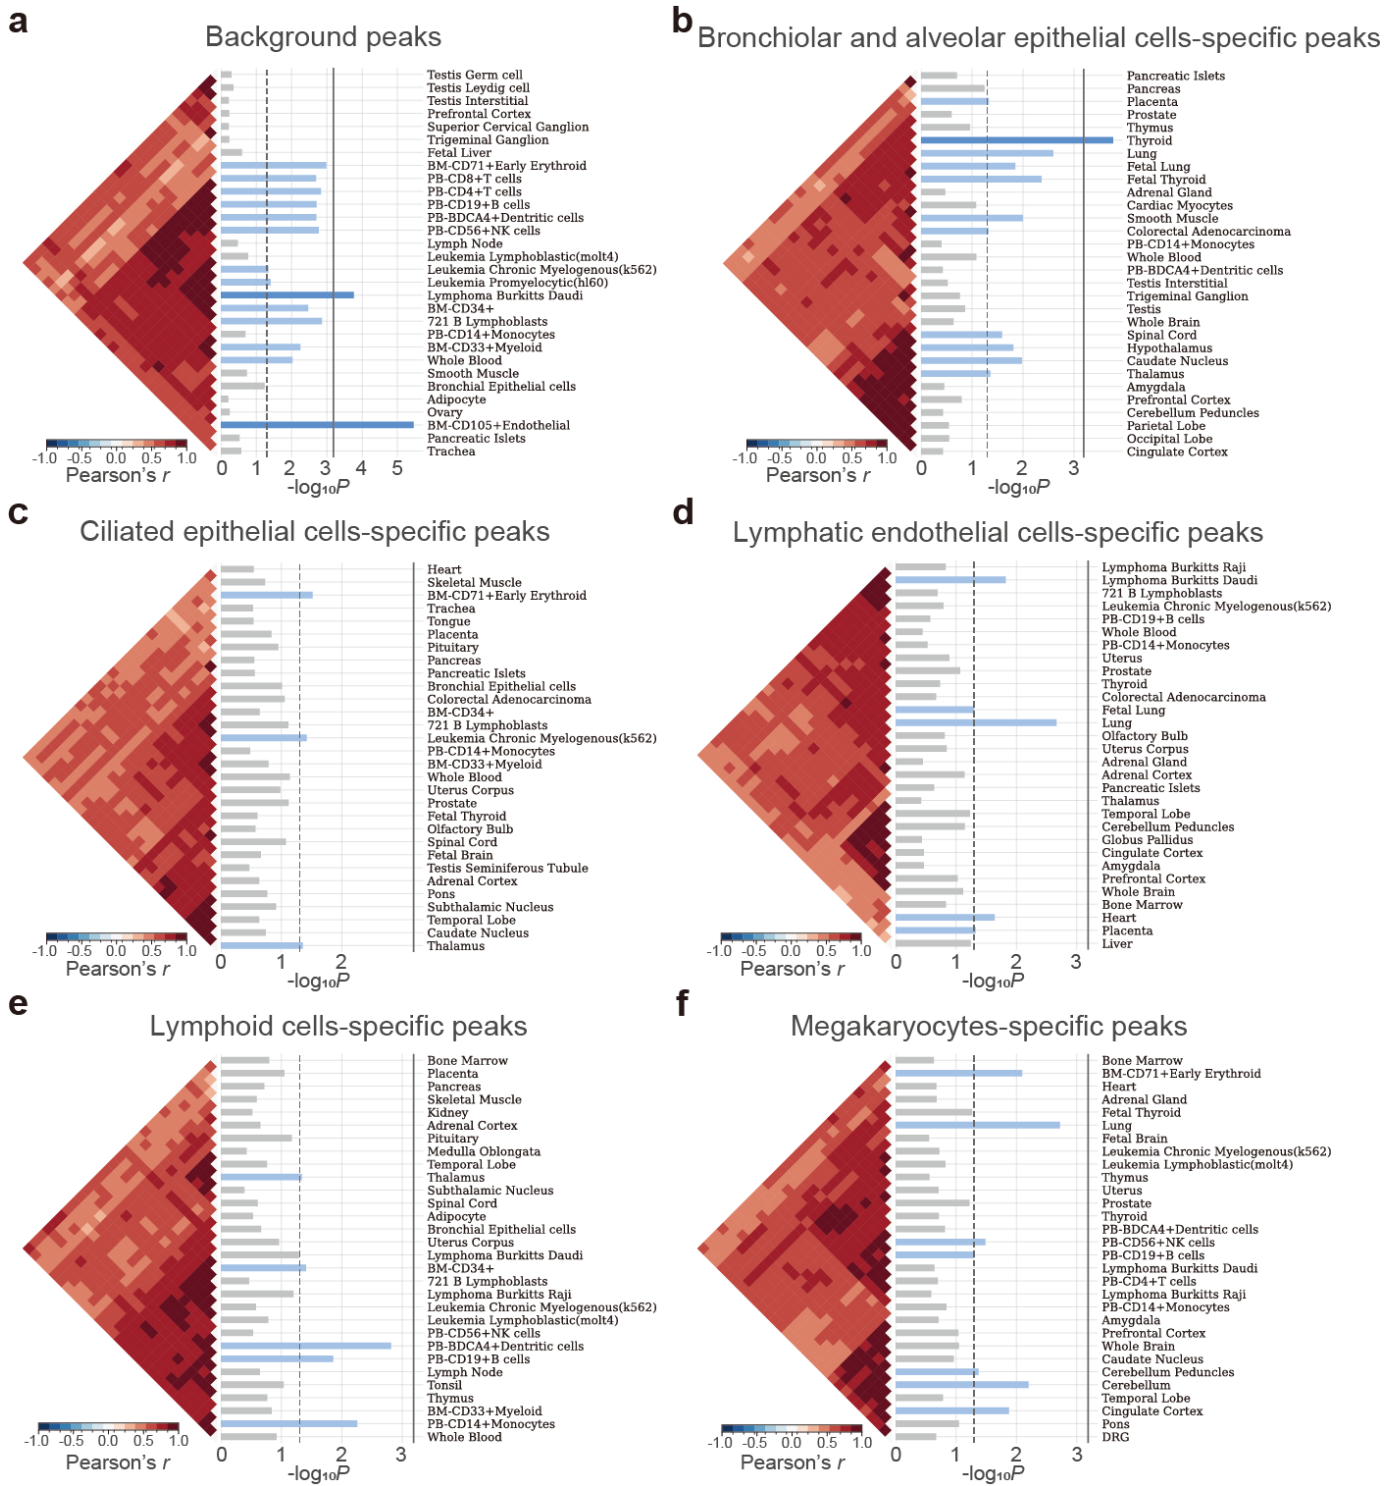 a
Background peaks
Testis Germ cell
Testis Leydig cell
Testis Interstitial
Prefrontal Cortex
Superior Cervical Ganglion
Trigeminal Ganglion
Fetal Liver
BM-CD71+Early Erythroid
PB-CD8+T cells
PB-CD4+T cells
PB-CD19+B cells
PB-BDCA4+Dentritic cells
PB-CD56+NK cells
Lymph Node
Leukemia Lymphoblastic(molt4)
Leukemia Chronic Myelogenous(k562)
Leukemia Promyelocytic(hl60)
Lymphoma Burkitts Daudi
BM-CD34+
721 B Lymphoblasts
PB-CD14+Monocytes
BM-CD33+Myeloid
Whole Blood
Smooth Muscle
Bronchial Epithelial cells
Adipocyte
Ovary
BM-CD105+Endothelial
Pancreatic Islets
Trachea
-1.0 -0.5 0.0 0.5 1.0
Pearson's r
0 1 2 3 4 5
-log₁₀P
b
Bronchiolar and alveolar epithelial cells-specific peaks
Pancreatic Islets
Pancreas
Placenta
Prostate
Thymus
Thyroid
Lung
Fetal Lung
Fetal Thyroid
Adrenal Gland
Cardiac Myocytes
Smooth Muscle
Colorectal Adenocarcinoma
PB-CD14+Monocytes
Whole Blood
PB-BDCA4+Dentritic cells
Testis Interstitial
Trigeminal Ganglion
Testis
Whole Brain
Spinal Cord
Hypothalamus
Caudate Nucleus
Thalamus
Amygdala
Prefrontal Cortex
Cerebellum Peduncles
Parietal Lobe
Occipital Lobe
Cingulate Cortex
-1.0 -0.5 0.0 0.5 1.0
Pearson's r
0 1 2 3
-log₁₀P
c
Ciliated epithelial cells-specific peaks
Heart
Skeletal Muscle
BM-CD71+Early Erythroid
Trachea
Tongue
Placenta
Pituitary
Pancreas
Pancreatic Islets
Bronchial Epithelial cells
Colorectal Adenocarcinoma
BM-CD34+
721 B Lymphoblasts
Leukemia Chronic Myelogenous(k562)
PB-CD14+Monocytes
BM-CD33+Myeloid
Whole Blood
Uterus Corpus
Prostate
Fetal Thyroid
Olfactory Bulb
Spinal Cord
Fetal Brain
Testis Seminiferous Tubule
Adrenal Cortex
Pons
Subthalamic Nucleus
Temporal Lobe
Caudate Nucleus
Thalamus
-1.0 -0.5 0.0 0.5 1.0
Pearson's r
0 2
-log₁₀P
d
Lymphatic endothelial cells-specific peaks
Lymphoma Burkitts Raji
Lymphoma Burkitts Daudi
721 B Lymphoblasts
Leukemia Chronic Myelogenous(k562)
PB-CD19+B cells
Whole Blood
PB-CD14+Monocytes
Uterus
Prostate
Thyroid
Colorectal Adenocarcinoma
Fetal Lung
Lung
Olfactory Bulb
Uterus Corpus
Adrenal Gland
Adrenal Cortex
Pancreatic Islets
Thalamus
Temporal Lobe
Cerebellum Peduncles
Globus Pallidus
Cingulate Cortex
Amygdala
Prefrontal Cortex
Whole Brain
Bone Marrow
Heart
Placenta
Liver
-1.0 -0.5 0.0 0.5 1.0
Pearson's r
0 1 2 3
-log₁₀P
e
Lymphoid cells-specific peaks
Bone Marrow
Placenta
Pancreas
Skeletal Muscle
Kidney
Adrenal Cortex
Pituitary
Medulla Oblongata
Temporal Lobe
Thalamus
Subthalamic Nucleus
Spinal Cord
Adipocyte
Bronchial Epithelial cells
Uterus Corpus
Lymphoma Burkitts Daudi
BM-CD34+
721 B Lymphoblasts
Lymphoma Burkitts Raji
Leukemia Chronic Myelogenous(k562)
Leukemia Lymphoblastic(molt4)
PB-CD56+NK cells
PB-BDCA4+Dentritic cells
PB-CD19+B cells
Lymph Node
Tonsil
Thymus
BM-CD33+Myeloid
PB-CD14+Monocytes
Whole Blood
-1.0 -0.5 0.0 0.5 1.0
Pearson's r
0 1 2 3
-log₁₀P
f
Megakaryocytes-specific peaks
Bone Marrow
BM-CD71+Early Erythroid
Heart
Adrenal Gland
Fetal Thyroid
Lung
Fetal Brain
Leukemia Chronic Myelogenous(k562)
Leukemia Lymphoblastic(molt4)
Thymus
Uterus
Prostate
Thyroid
PB-BDCA4+Dentritic cells
PB-CD56+NK cells
PB-CD19+B cells
Lymphoma Burkitts Daudi
PB-CD4+T cells
Lymphoma Burkitts Raji
PB-CD14+Monocytes
Amygdala
Prefrontal Cortex
Whole Brain
Caudate Nucleus
Cerebellum Peduncles
Cerebellum
Temporal Lobe
Cingulate Cortex
Pons
DRG
-1.0 -0.5 0.0 0.5 1.0
Pearson's r
0 1 2 3
-log₁₀P